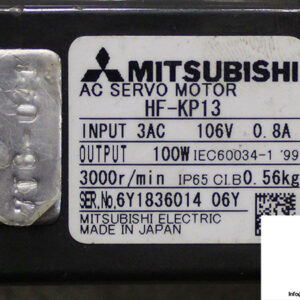 MITSUBISHI
AC SERVO MOTOR
HF-KP13
INPUT 3AC 106V 0.8A
OUTPUT 100W IEC60034-1 '99
3000r/min IP65 Cl.B 0.56kg
SER.No.6Y1836014 06Y
MITSUBISHI ELECTRIC
MADE IN JAPAN